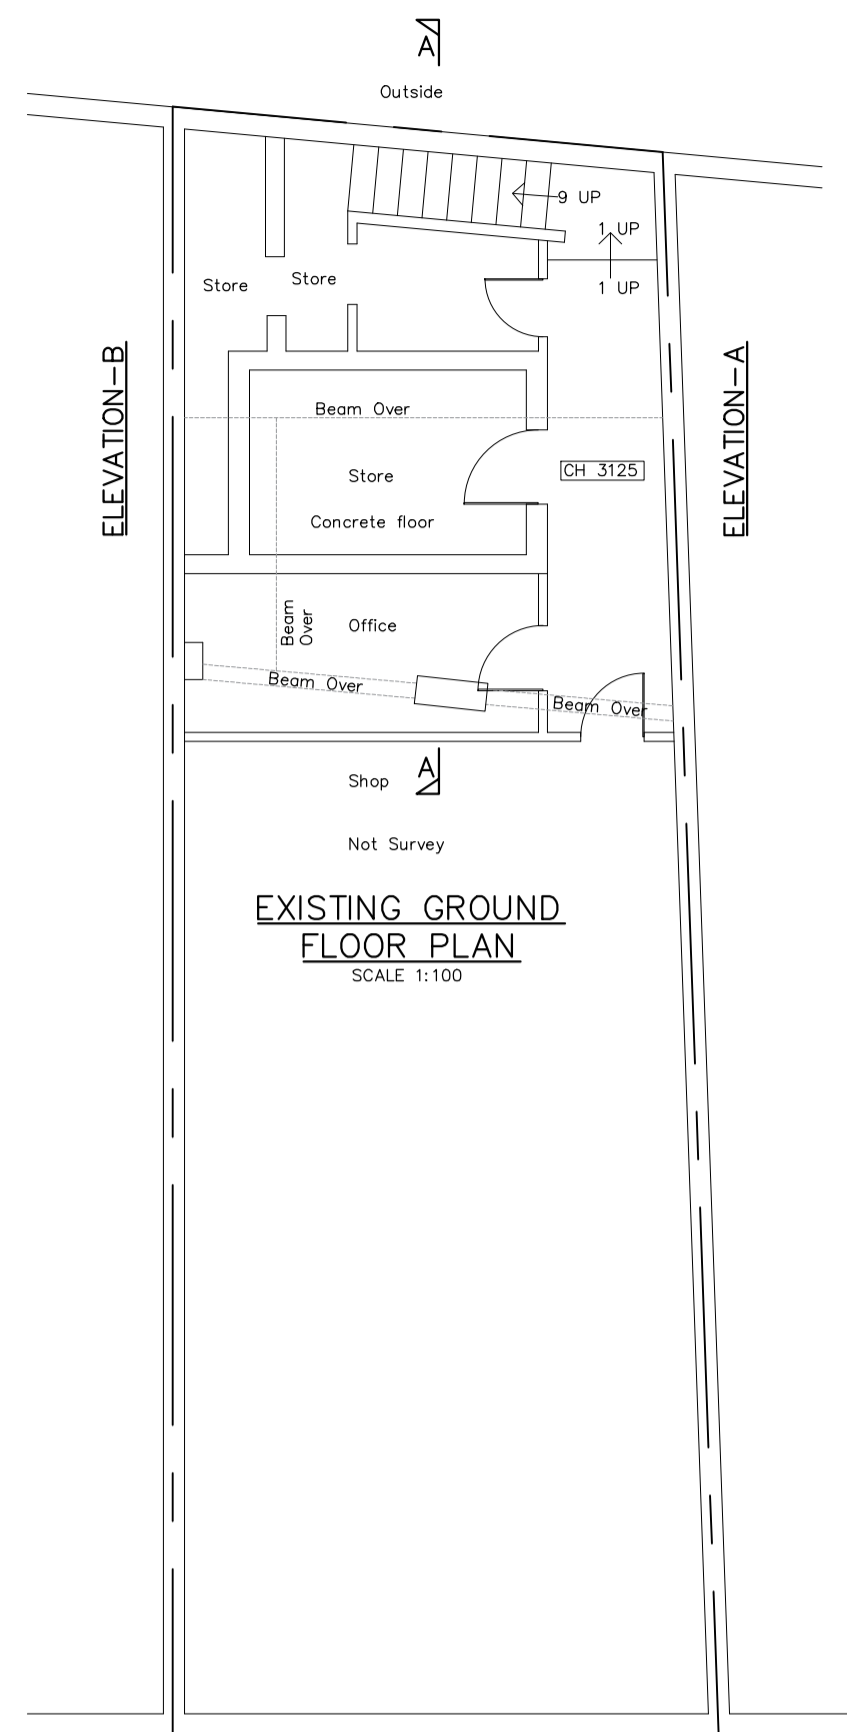 A
Outside
9 UP
1 UP
Store
Store
1 UP
ELEVATION-B
ELEVATION-A
Beam Over
CH 3125
Store
Concrete floor
Beam
Over
Office
Beam Over
Beam Over
Shop
A
Not Survey
EXISTING GROUND
FLOOR PLAN
SCALE 1:100